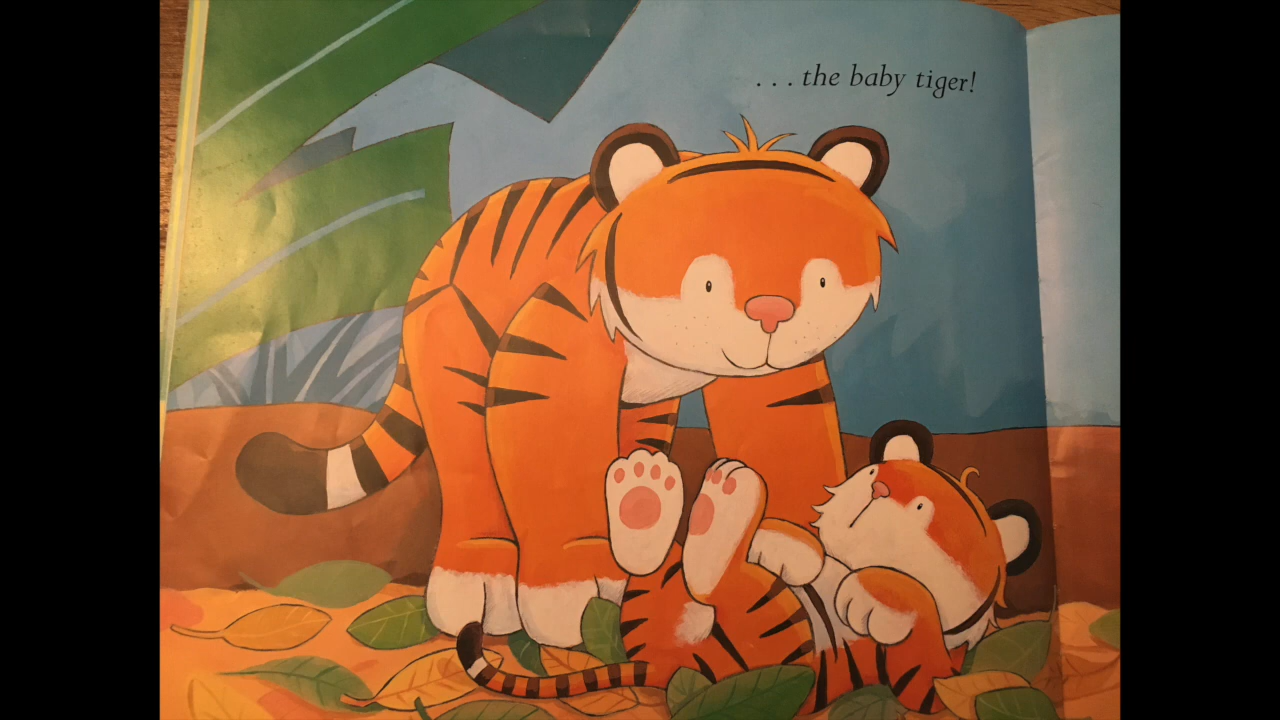 . . . the baby tiger!